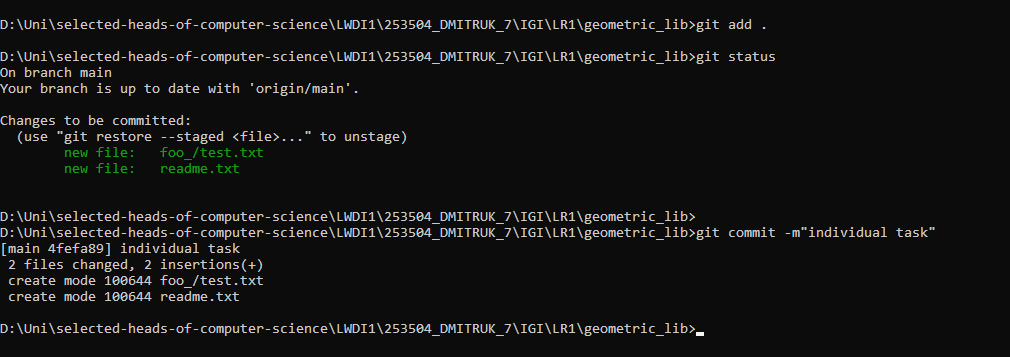 D:\Uni\selected-heads-of-computer-science\LWDI1\253504_DMITRUK_7\IGI\LR1\geometric_lib>git add .
D:\Uni\selected-heads-of-computer-science\LWDI1\253504_DMITRUK_7\IGI\LR1\geometric_lib>git status
On branch main
Your branch is up to date with 'origin/main'.
Changes to be committed:
  (use "git restore --staged <file>..." to unstage)
        new file:   foo_/test.txt
        new file:   readme.txt
D:\Uni\selected-heads-of-computer-science\LWDI1\253504_DMITRUK_7\IGI\LR1\geometric_lib>
D:\Uni\selected-heads-of-computer-science\LWDI1\253504_DMITRUK_7\IGI\LR1\geometric_lib>git commit -m"individual task"
[main 4fefa89] individual task
 2 files changed, 2 insertions(+)
 create mode 100644 foo_/test.txt
 create mode 100644 readme.txt
D:\Uni\selected-heads-of-computer-science\LWDI1\253504_DMITRUK_7\IGI\LR1\geometric_lib>